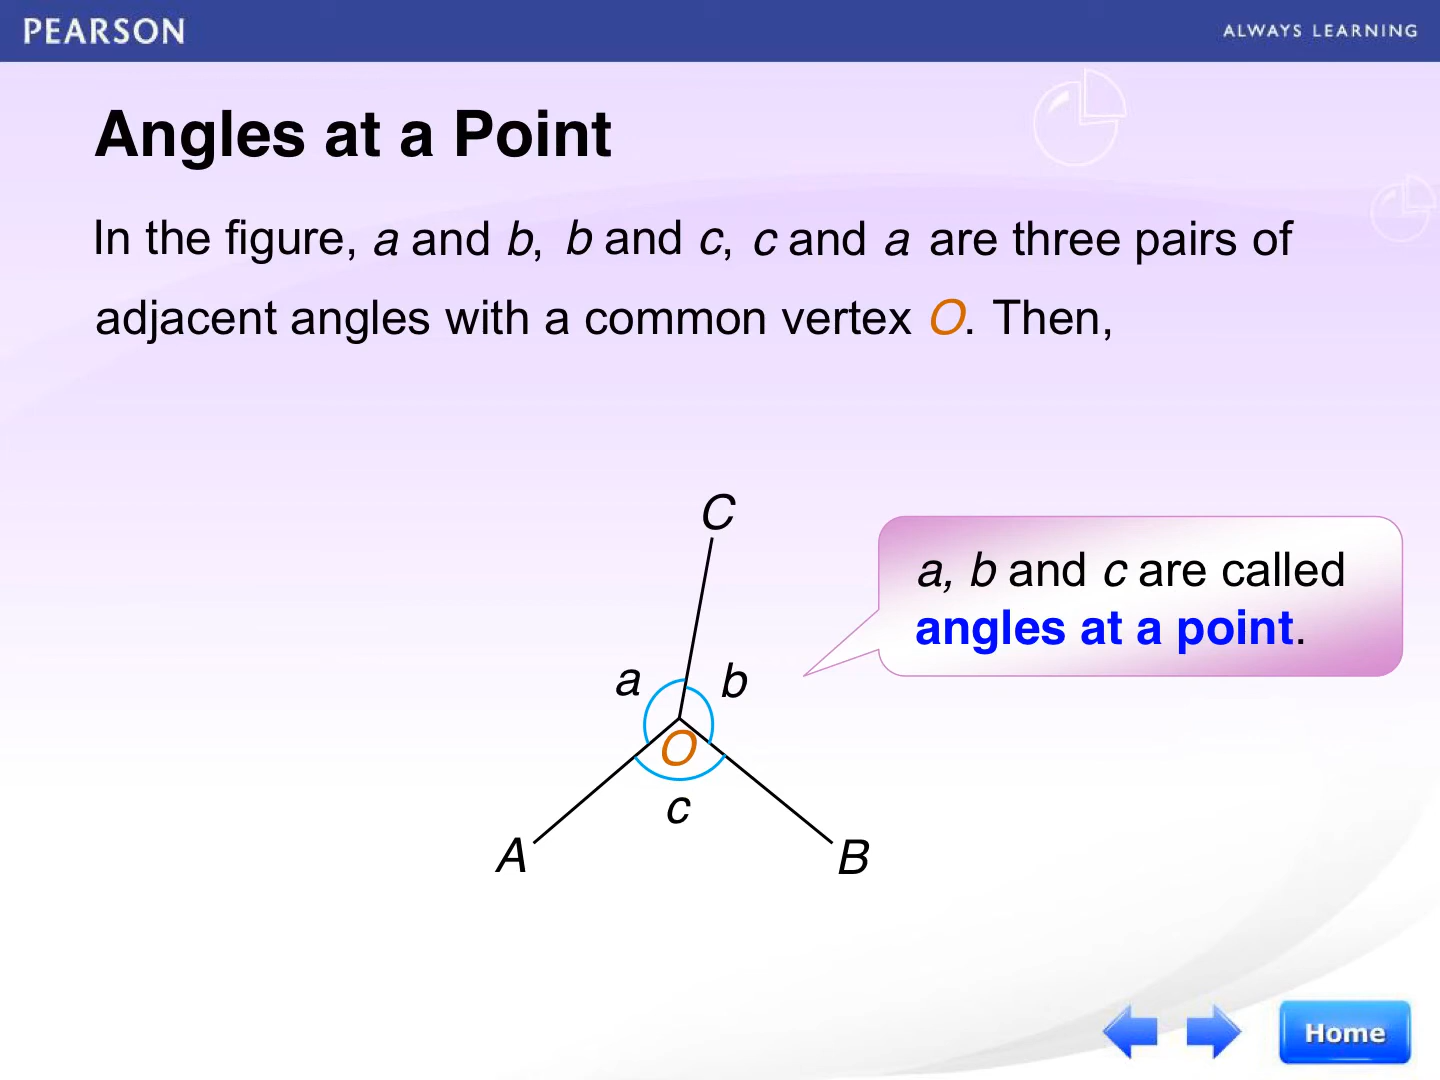 PEARSON
ALWAYS LEARNING
Angles at a Point
In the figure, a and b, b and c, c and a are three pairs of
adjacent angles with a common vertex O. Then,
C
a, b and c are called
angles at a point.
a
b
O
c
A
B
Home